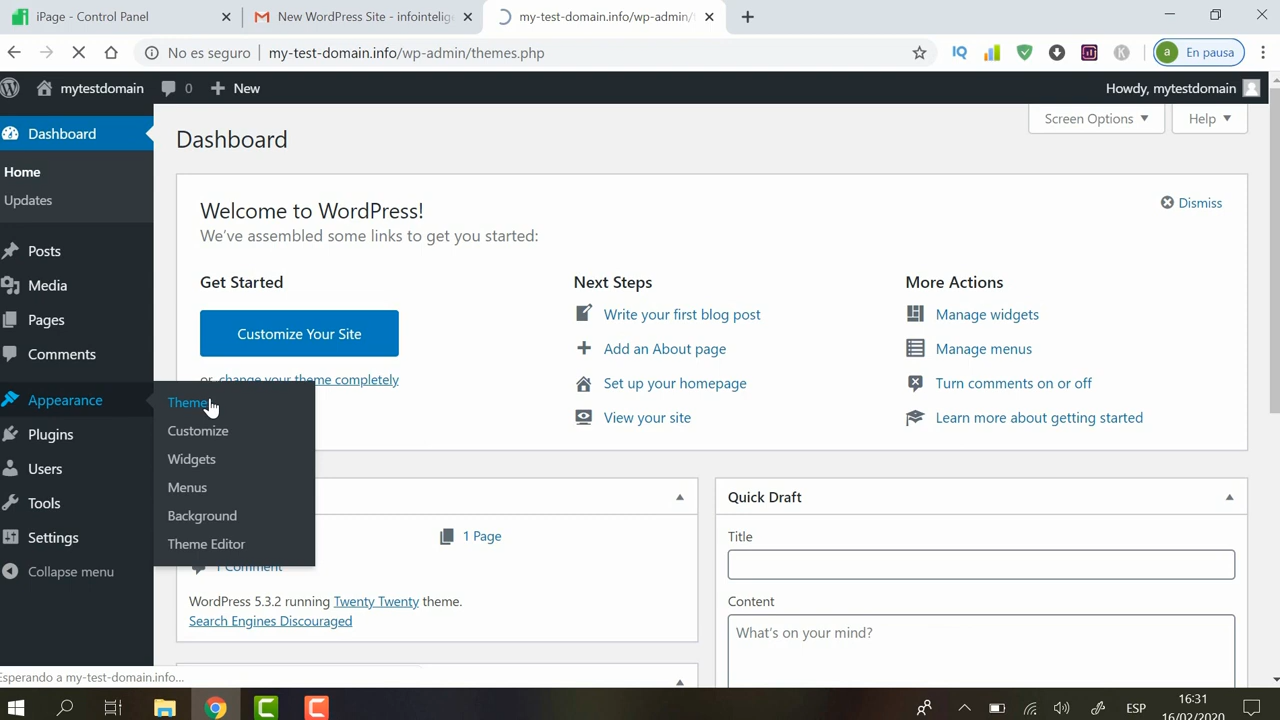 iPage - Control Panel
New WordPress Site - infointelig
my-test-domain.info/wp-admin/
No es seguro
my-test-domain.info/wp-admin/themes.php
a En pausa
mytestdomain
0
New
Howdy, mytestdomain
Dashboard
Home
Updates
Posts
Media
Pages
Comments
Appearance
Plugins
Users
Tools
Settings
Collapse menu
Theme
Customize
Widgets
Menus
Background
Theme Editor
Dashboard
Screen Options
Help
Welcome to WordPress!
Dismiss
We've assembled some links to get you started:
Get Started
Customize Your Site
or, change your theme completely
Next Steps
Write your first blog post
Add an About page
Set up your homepage
View your site
More Actions
Manage widgets
Manage menus
Turn comments on or off
Learn more about getting started
1 Page
1 Comment
WordPress 5.3.2 running Twenty Twenty theme.
Search Engines Discouraged
Quick Draft
Title
Content
What's on your mind?
Esperando a my-test-domain.info...
ESP
16:31
16/02/2020